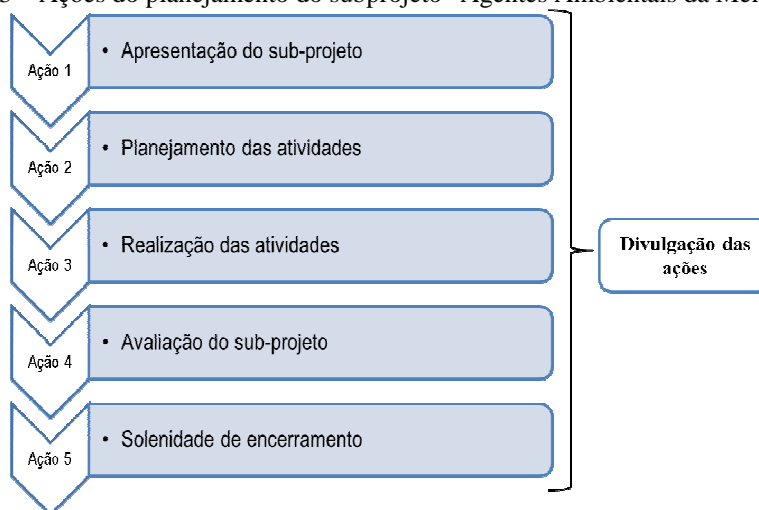 Ações do planejamento do subprojeto "Agentes Ambientais da
Ação 1
• Apresentação do sub-projeto
Ação 2
• Planejamento das atividades
Ação 3
• Realização das atividades
Ação 4
• Avaliação do sub-projeto
Ação 5
• Solenidade de encerramento
Divulgação das
ações